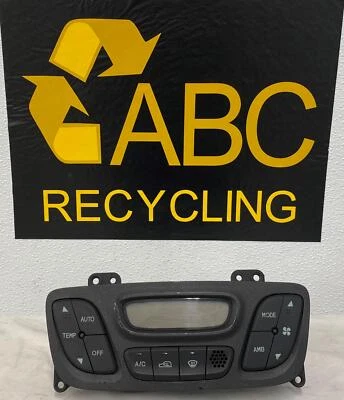 ABC
RECYCLING
AUTO
MODE
TEMP
OFF
A/C
AMB